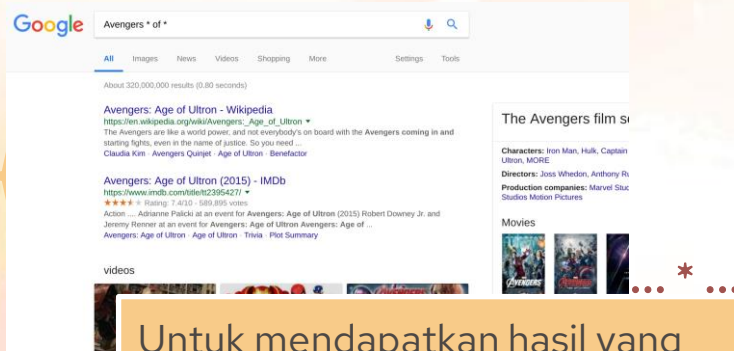 Google
Avengers * of *
All Images News Videos Shopping More Settings Tools
About 320,000,000 results (0.80 seconds)
Avengers: Age of Ultron - Wikipedia
https://en.wikipedia.org/wiki/Avengers:_Age_of_Ultron
The Avengers are like a world power, and not everybody's on board with the Avengers coming in and
starting fights, even in the name of justice. So you need ...
Claudia Kim · Avengers Quinjet · Age of Ultron · Benefactor
Avengers: Age of Ultron (2015) - IMDb
https://www.imdb.com/title/tt2395427/
Rating: 7.4/10 - 589,895 votes
Action .... Adrianne Palicki at an event for Avengers: Age of Ultron (2015) Robert Downey Jr. and
Jeremy Renner at an event for Avengers: Age of Ultron Avengers: Age of ...
Avengers: Age of Ultron · Age of Ultron · Trivia · Plot Summary
videos
The Avengers film
Characters: Iron Man, Hulk, Captain
Ultron, MORE
Directors: Joss Whedon, Anthony
Production companies: Marvel
Studios Motion Pictures
Movies
AVENGERS
*
Untuk mendapatkan hasil yang